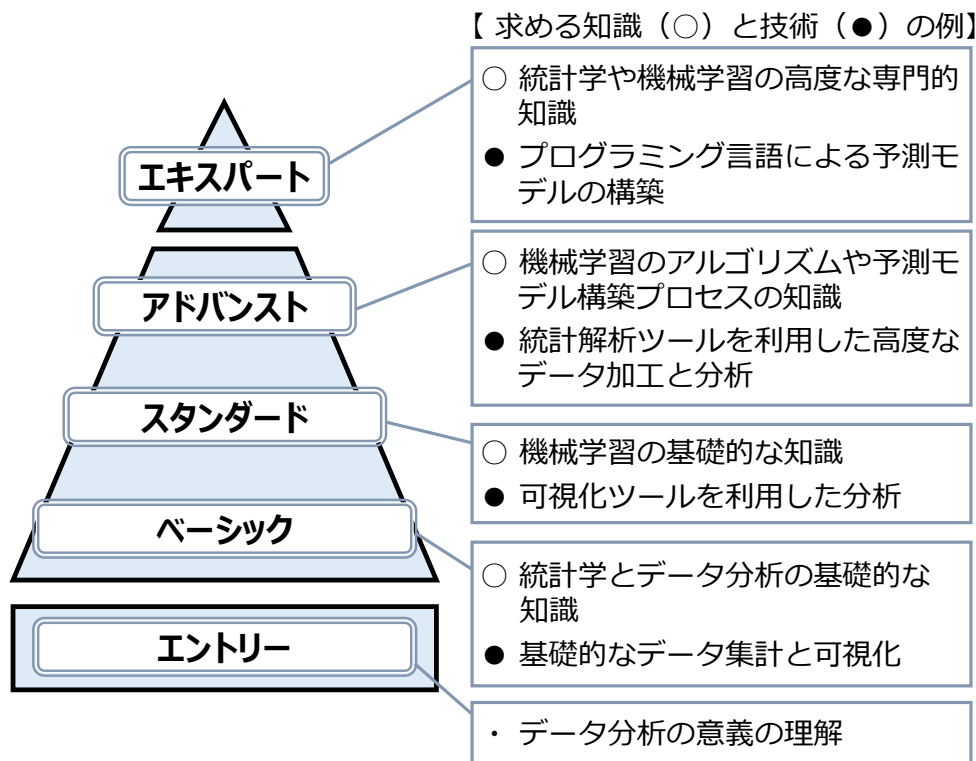 【 求める知識（○）と技術（●）の例】
エキスパート
○ 統計学や機械学習の高度な専門的
知識
● プログラミング言語による予測モ
デルの構築
アドバンスト
○ 機械学習のアルゴリズムや予測モ
デル構築プロセスの知識
● 統計解析ツールを利用した高度な
データ加工と分析
スタンダード
○ 機械学習の基礎的な知識
● 可視化ツールを利用した分析
ベーシック
○ 統計学とデータ分析の基礎的な
知識
● 基礎的なデータ集計と可視化
エントリー
・ データ分析の意義の理解